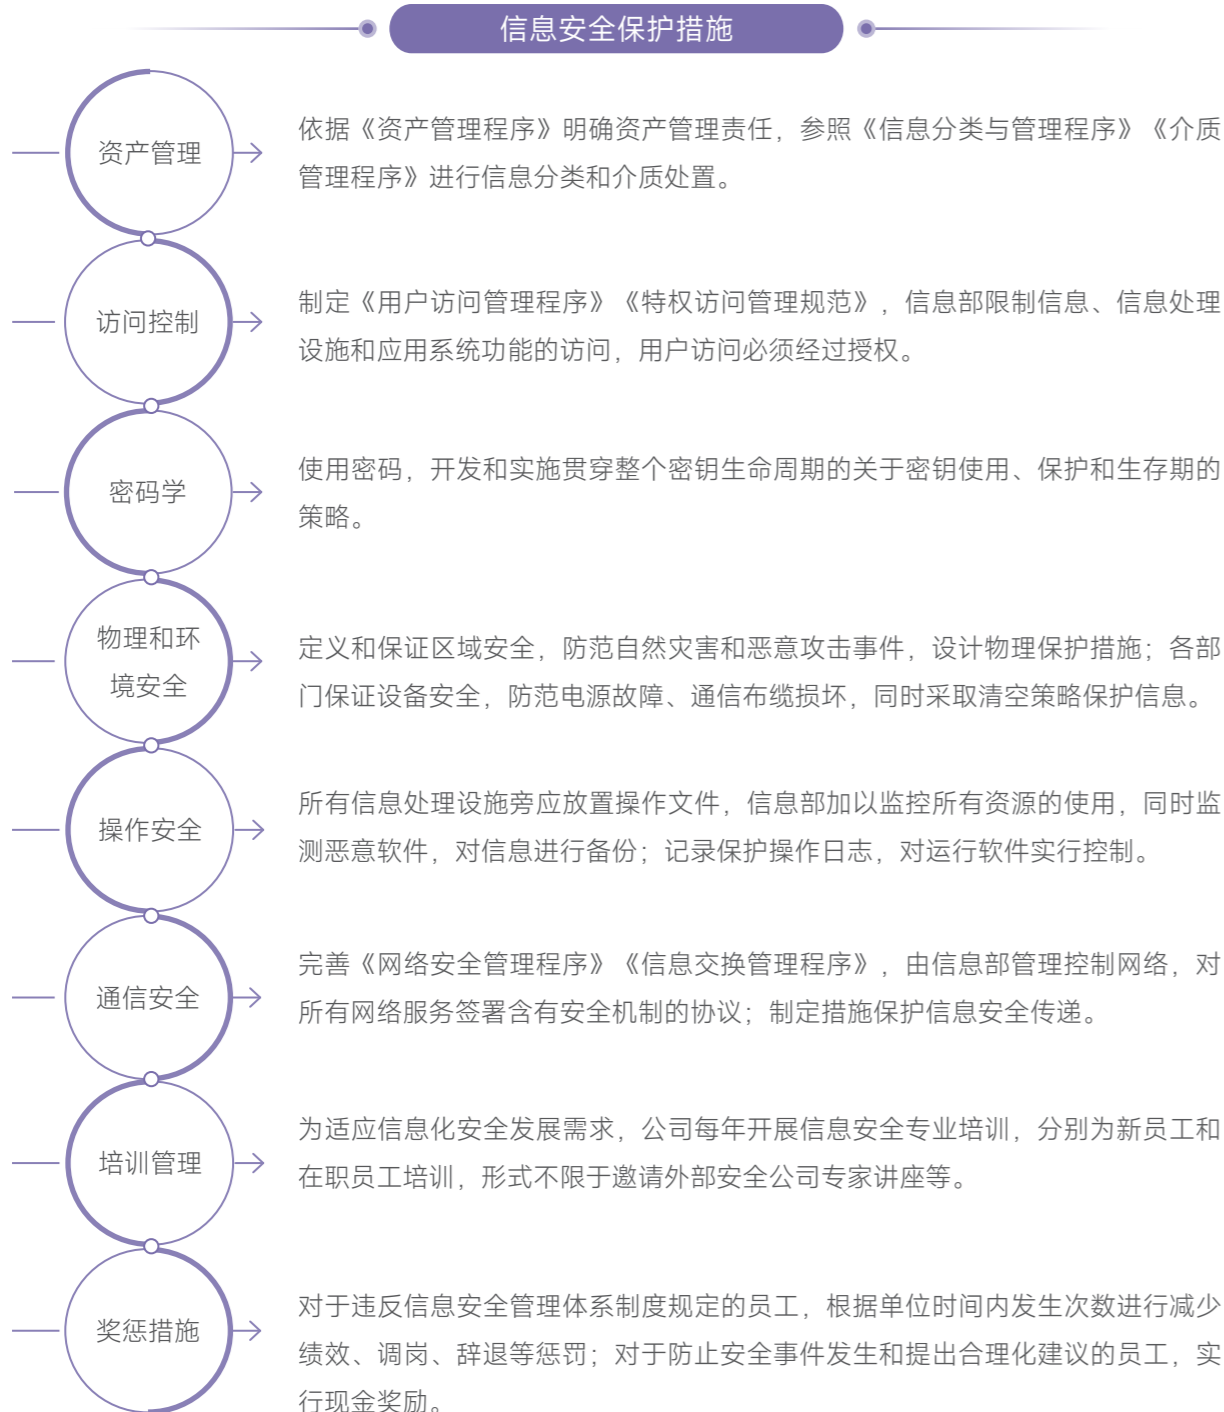 信息安全保护措施
资产管理
依据《资产管理程序》明确资产管理责任，参照《信息分类与管理程序》《介质
管理程序》进行信息分类和介质处置。
访问控制
制定《用户访问管理程序》《特权访问管理规范》，信息部限制信息、信息处理
设施和应用系统功能的访问，用户访问必须经过授权。
密码学
使用密码，开发和实施贯穿整个密钥生命周期的关于密钥使用、保护和生存期的
策略。
物理和环
境安全
定义和保证区域安全，防范自然灾害和恶意攻击事件，设计物理保护措施；各部
门保证设备安全，防范电源故障、通信布缆损坏，同时采取清空策略保护信息。
操作安全
所有信息处理设施旁应放置操作文件，信息部加以监控所有资源的使用，同时监
测恶意软件，对信息进行备份；记录保护操作日志，对运行软件实行控制。
通信安全
完善《网络安全管理程序》《信息交换管理程序》，由信息部管理控制网络，对
所有网络服务签署含有安全机制的协议；制定措施保护信息安全传递。
培训管理
为适应信息化安全发展需求，公司每年开展信息安全专业培训，分别为新员工和
在职员工培训，形式不限于邀请外部安全公司专家讲座等。
奖惩措施
对于违反信息安全管理体系制度规定的员工，根据单位时间内发生次数进行减少
绩效、调岗、辞退等惩罚；对于防止安全事件发生和提出合理化建议的员工，实
行现金奖励。